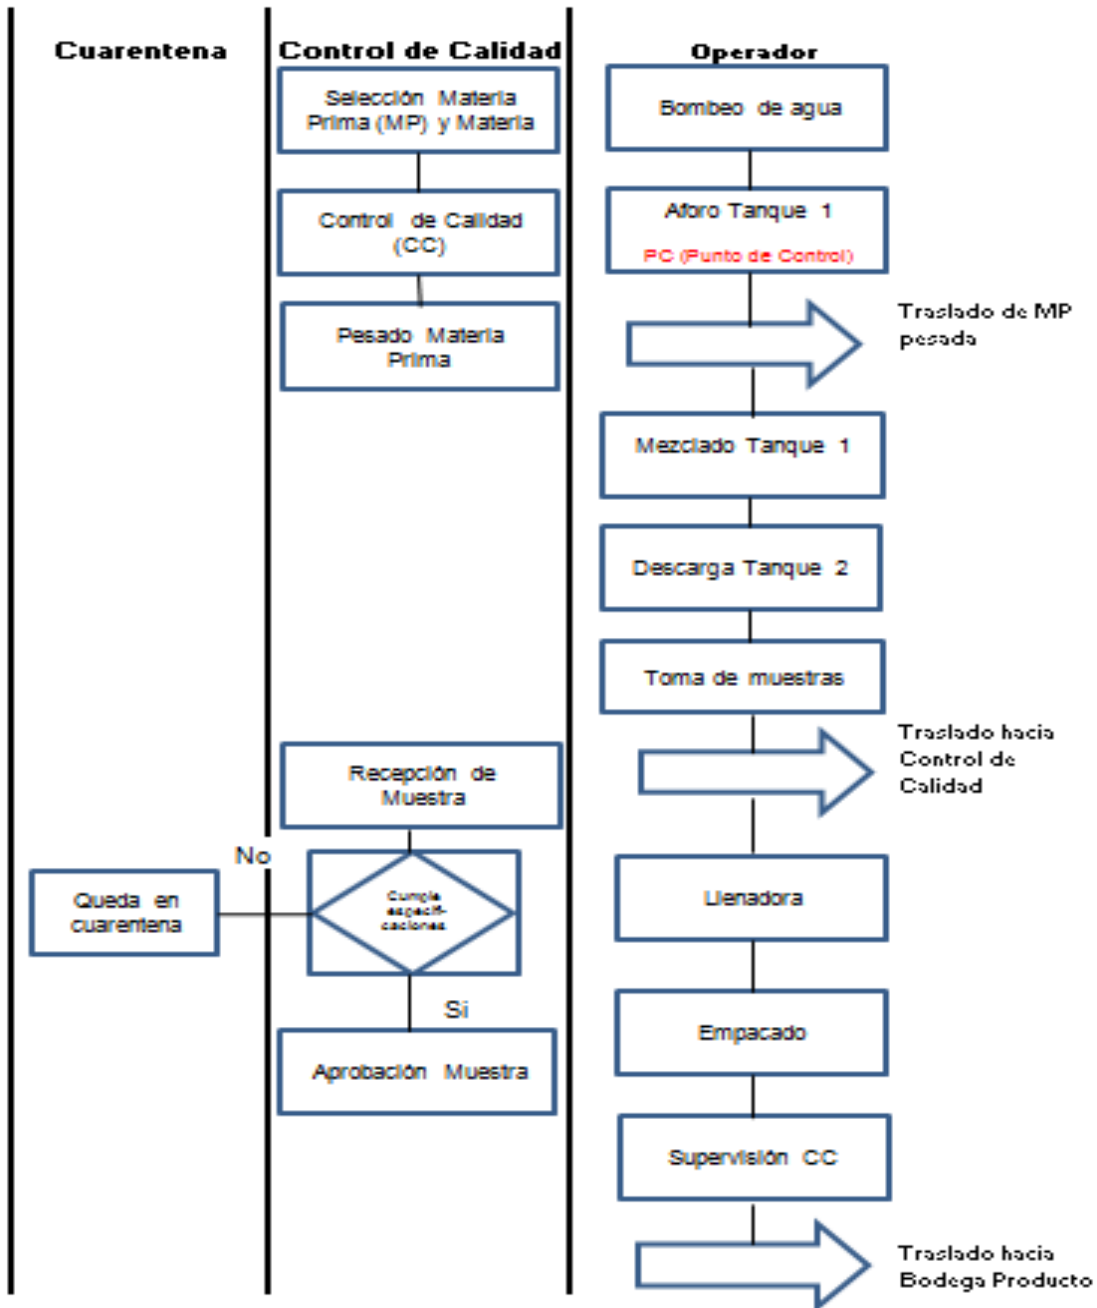 Cuarentena
Control de Calidad
Operador
Selección Materia
Prima (MP) y Materia
Control de Calidad
(CC)
Pesado Materia
Prima
Bombeo de agua
Aforo Tanque 1
PC (Punto de Control)
Traslado de MP
pesada
Mezclado Tanque 1
Descarga Tanque 2
Toma de muestras
Traslado hacia
Control de
Calidad
Recepción de
Muestra
Cumple
especifi-
caciones
No
Queda en
cuarentena
Si
Aprobación Muestra
Llenadora
Empacado
Supervisión CC
Traslado hacia
Bodega Producto